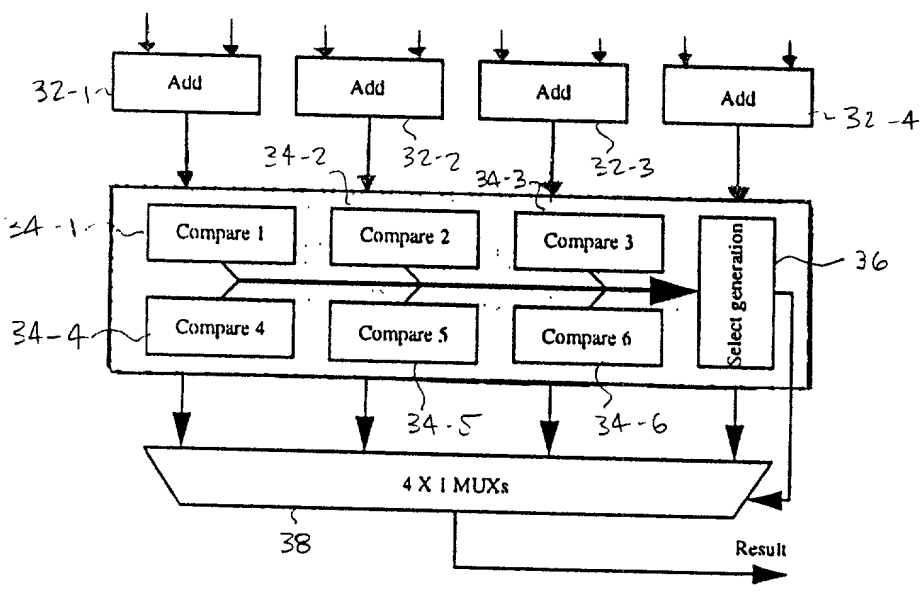 Add
Add
Add
Add
32-1
32-2
32-3
32-4
34-2
34-3
34-1
Compare 1
Compare 2
Compare 3
Select generation
36
34-4
Compare 4
Compare 5
Compare 6
34-5
34-6
4 X 1 MUXs
38
Result